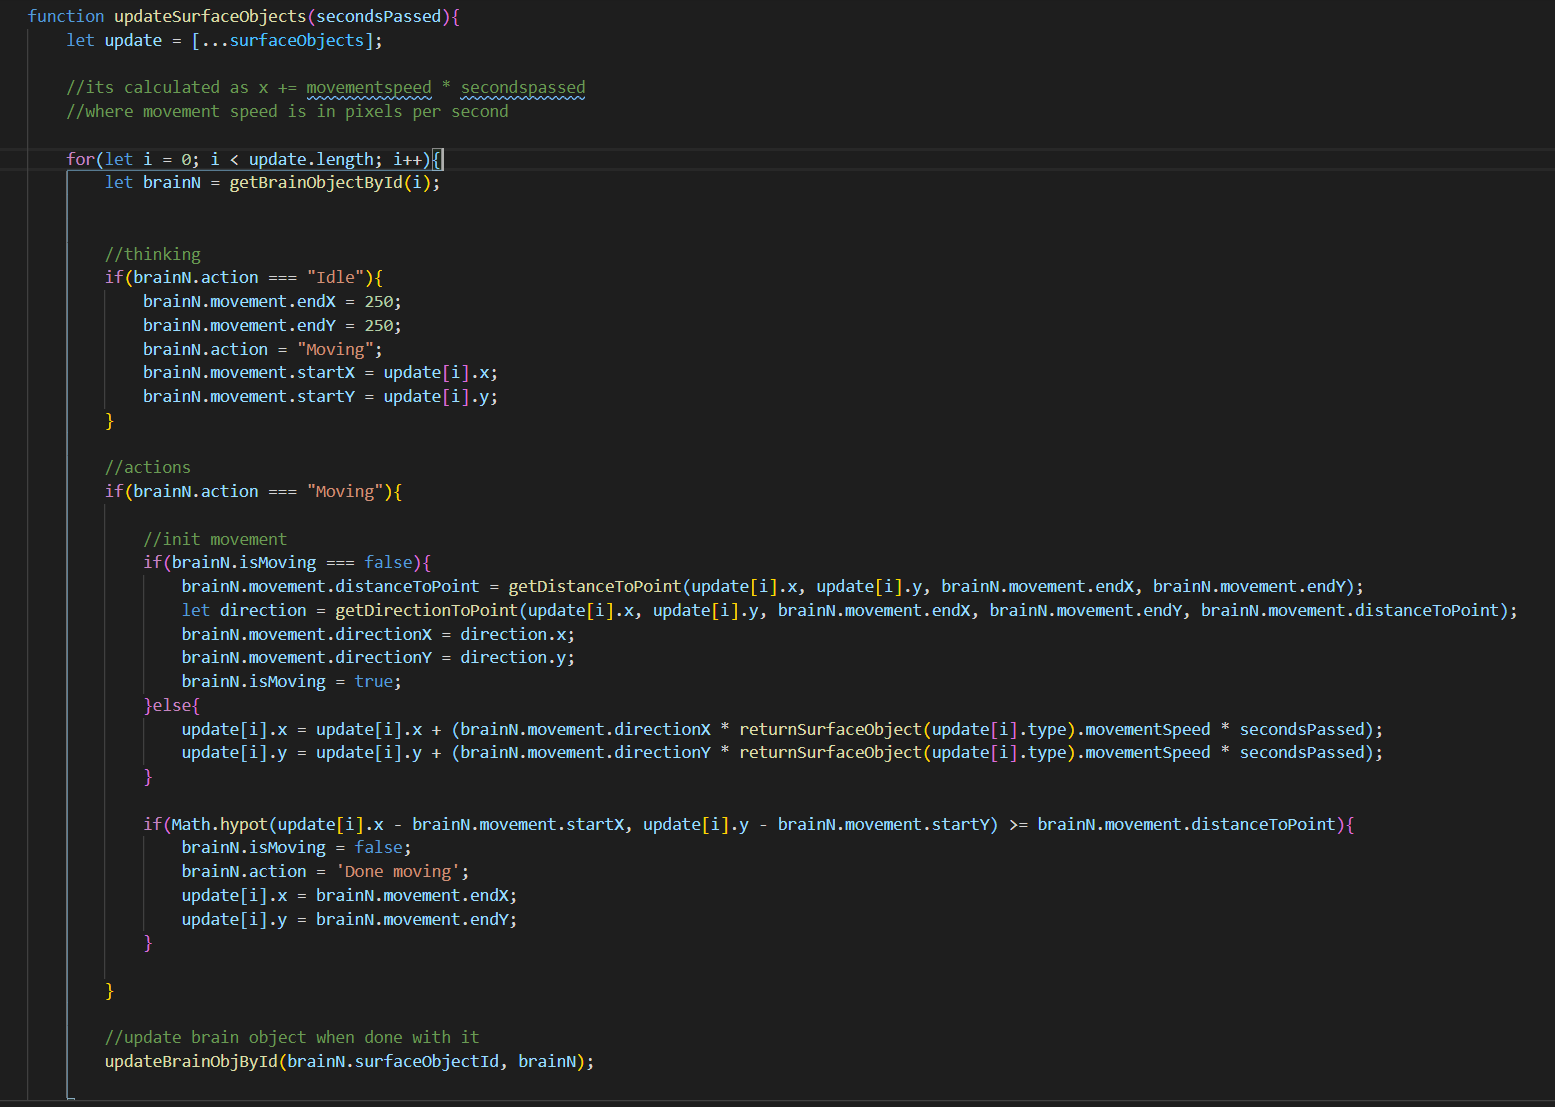 function updateSurfaceObjects(secondsPassed){
    let update = [...surfaceObjects];
    //its calculated as x += movementspeed * secondspassed
    //where movement speed is in pixels per second
    for(let i = 0; i < update.length; i++){
        let brainN = getBrainObjectById(i);
        //thinking
        if(brainN.action === "Idle"){
            brainN.movement.endX = 250;
            brainN.movement.endY = 250;
            brainN.action = "Moving";
            brainN.movement.startX = update[i].x;
            brainN.movement.startY = update[i].y;
        }
        //actions
        if(brainN.action === "Moving"){
            //init movement
            if(brainN.isMoving === false){
                brainN.movement.distanceToPoint = getDistanceToPoint(update[i].x, update[i].y, brainN.movement.endX, brainN.movement.endY);
                let direction = getDirectionToPoint(update[i].x, update[i].y, brainN.movement.endX, brainN.movement.endY, brainN.movement.distanceToPoint);
                brainN.movement.directionX = direction.x;
                brainN.movement.directionY = direction.y;
                brainN.isMoving = true;
            }else{
                update[i].x = update[i].x + (brainN.movement.directionX * returnSurfaceObject(update[i].type).movementSpeed * secondsPassed);
                update[i].y = update[i].y + (brainN.movement.directionY * returnSurfaceObject(update[i].type).movementSpeed * secondsPassed);
            }
            if(Math.hypot(update[i].x - brainN.movement.startX, update[i].y - brainN.movement.startY) >= brainN.movement.distanceToPoint){
                brainN.isMoving = false;
                brainN.action = 'Done moving';
                update[i].x = brainN.movement.endX;
                update[i].y = brainN.movement.endY;
            }
        }
        //update brain object when done with it
        updateBrainObjById(brainN.surfaceObjectId, brainN);